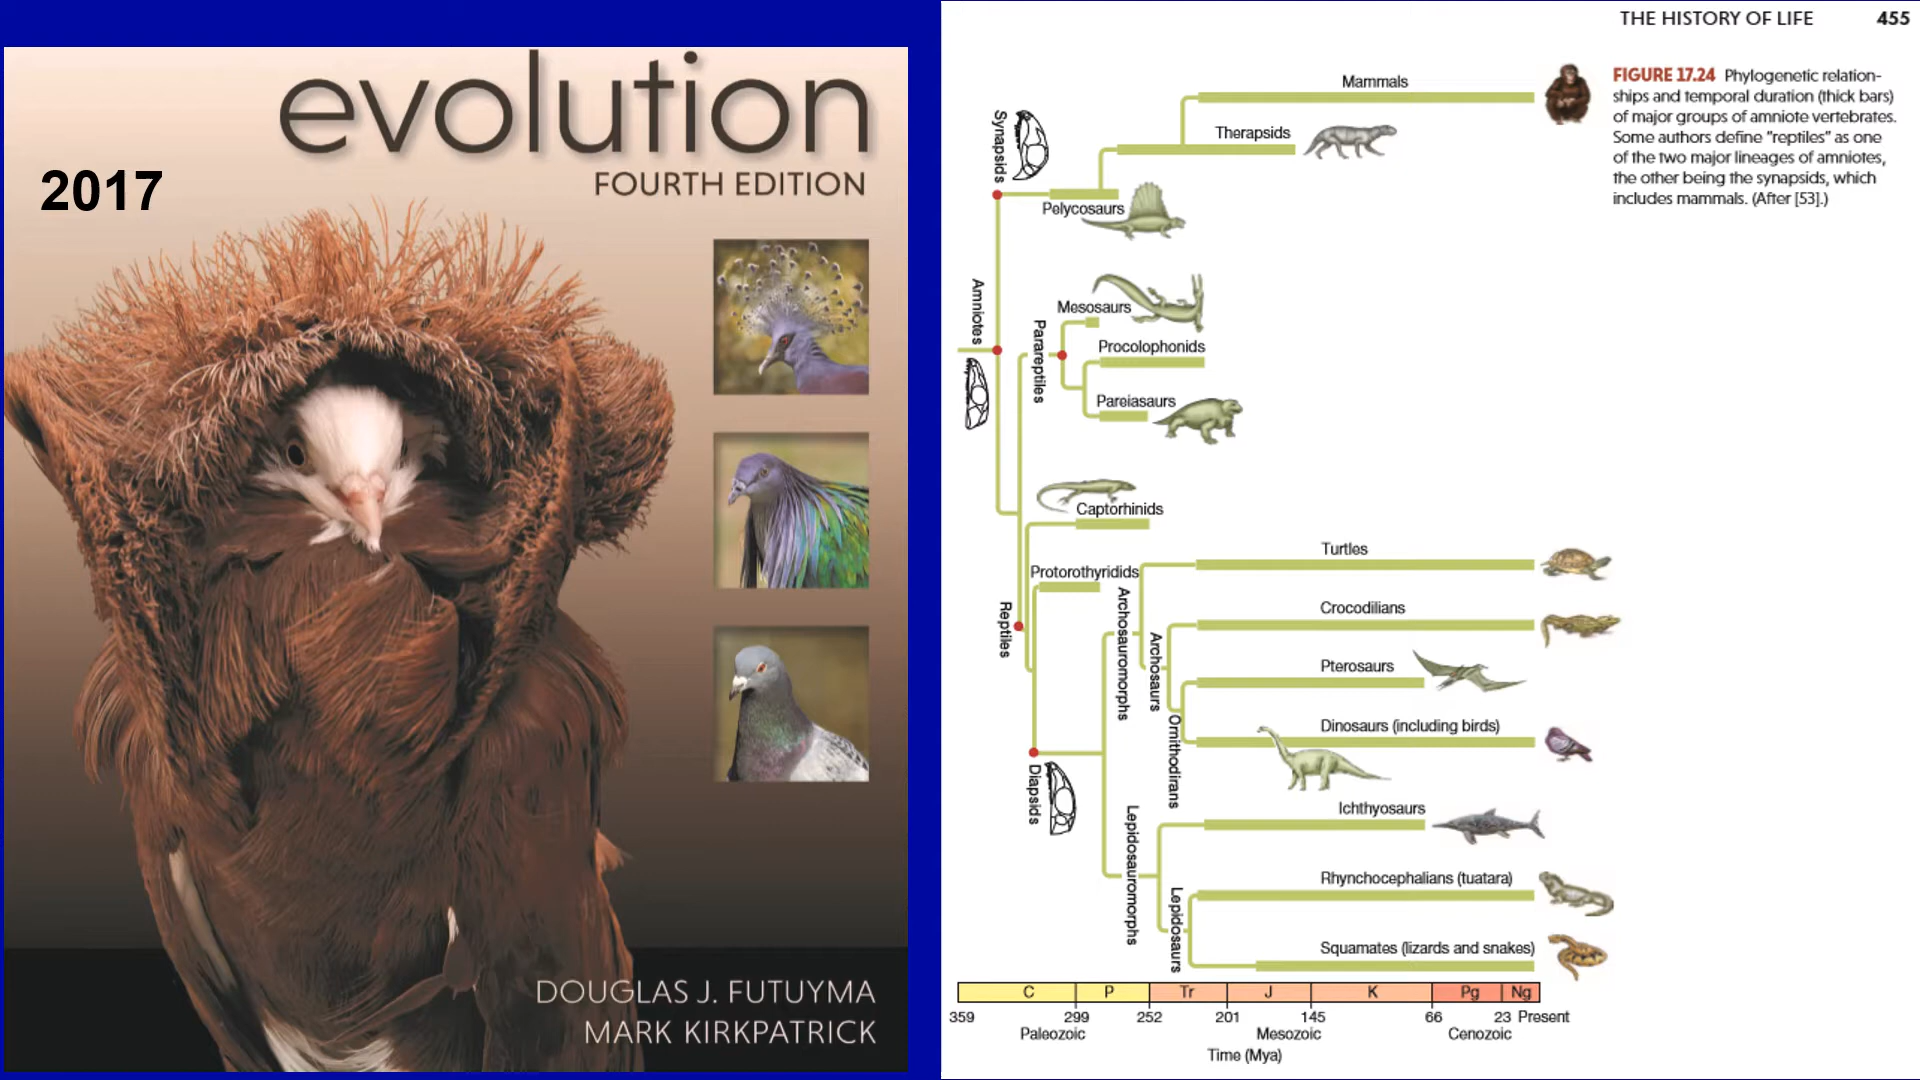 evolution
FOURTH EDITION
2017
DOUGLAS J. FUTUYMA
MARK KIRKPATRICK
THE HISTORY OF LIFE 455
FIGURE 17.24 Phylogenetic relation-
ships and temporal duration (thick bars)
of major groups of amniote vertebrates.
Some authors define "reptiles" as one
of the two major lineages of amniotes,
the other being the synapsids, which
includes mammals. (After [53].)
Mammals
Therapsids
Synapsids
Pelycosaurs
Amniotes
Mesosaurs
Parareptiles
Procolophonids
Pareiasaurs
Captorhinids
Turtles
Protorothyridids
Archosauromorphs
Reptiles
Crocodilians
Archosaurs
Pterosaurs
Ornithodirans
Dinosaurs (including birds)
Diapsids
Ichthyosaurs
Lepidosauromorphs
Rhynchocephalians (tuatara)
Lepidosaurs
Squamates (lizards and snakes)
C P Tr J K Pg Ng
359 299 252 201 145 66 23 Present
Paleozoic Mesozoic Cenozoic
Time (Mya)